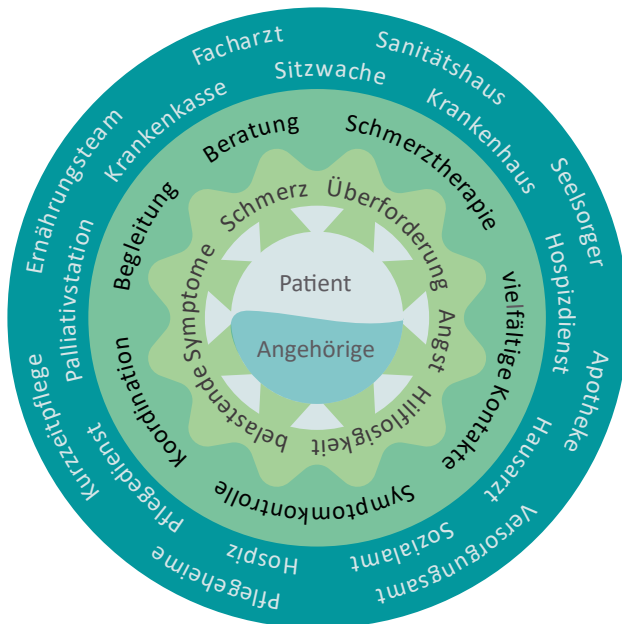 Facharzt
Sanitätshaus
Seelsorger
Apotheke
Versorgungsamt
Pflegeheime
Kurzzeitpflege
Ernährungsteam
Sitzwache
Krankenhaus
Hospizdienst
Hausarzt
Sozialamt
Hospiz
Pflegedienst
Palliativstation
Krankenkasse
Beratung
Schmerztherapie
vielfältige Kontakte
Symptomkontrolle
Koordination
Begleitung
Schmerz
Überforderung
Angst
Hilflosigkeit
belastende Symptome
Patient
Angehörige